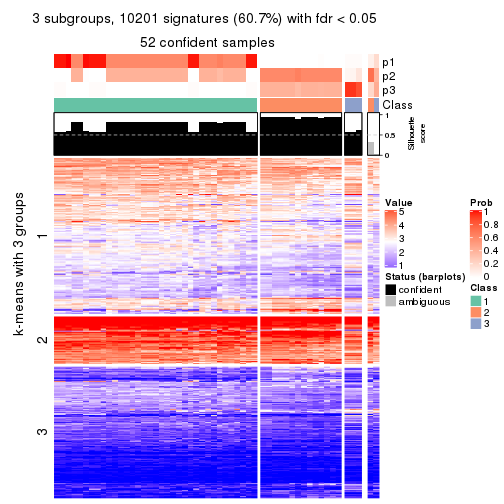 3 subgroups, 10201 signatures (60.7%) with fdr < 0.05
52 confident samples
p1
p2
p3
Class
1
0.5
0
Silhouette
score
k-means with 3 groups
1
2
3
Value
5
4
3
2
1
Status (barplots)
confident
ambiguous
Prob
1
0.8
0.6
0.4
0.2
0
Class
1
2
3